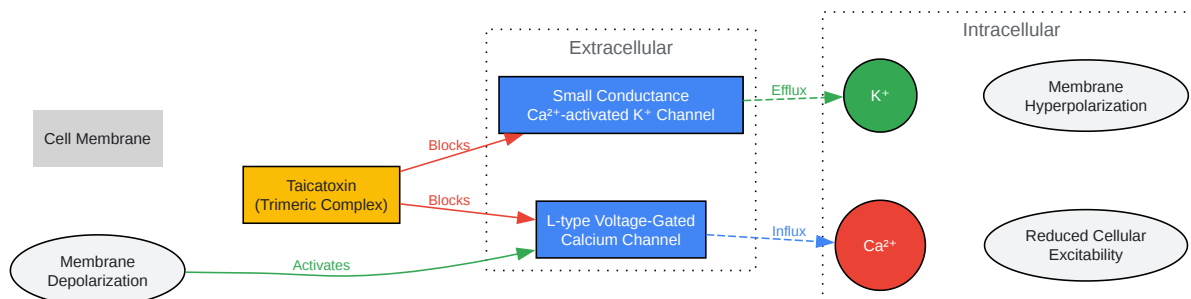 Extracellular
Intracellular
Small Conductance
Ca²⁺-activated K⁺ Channel
Efflux
K⁺
Membrane
Hyperpolarization
Cell Membrane
Blocks
Taicatoxin
(Trimeric Complex)
Blocks
L-type Voltage-Gated
Calcium Channel
Influx
Ca²⁺
Reduced Cellular
Excitability
Membrane
Depolarization
Activates